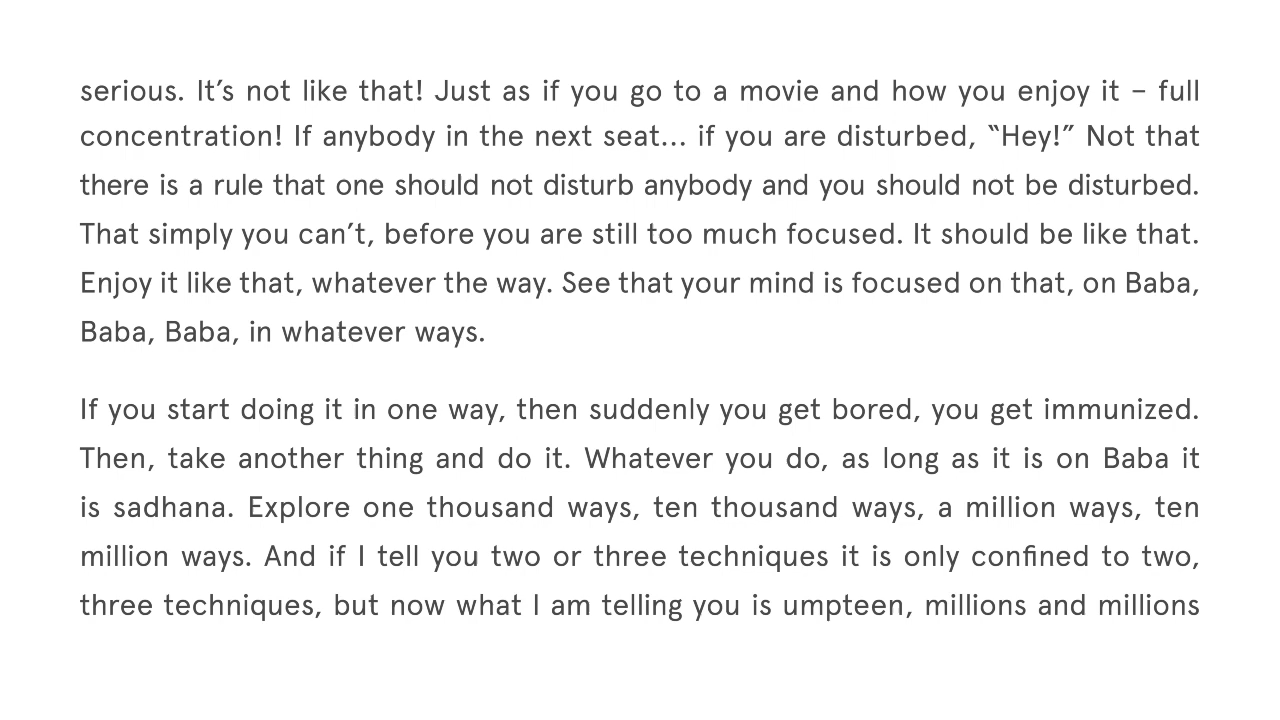 serious. It’s not like that! Just as if you go to a movie and how you enjoy it – full
concentration! If anybody in the next seat... if you are disturbed, “Hey!” Not that
there is a rule that one should not disturb anybody and you should not be disturbed.
That simply you can’t, before you are still too much focused. It should be like that.
Enjoy it like that, whatever the way. See that your mind is focused on that, on Baba,
Baba, Baba, in whatever ways.
If you start doing it in one way, then suddenly you get bored, you get immunized.
Then, take another thing and do it. Whatever you do, as long as it is on Baba it
is sadhana. Explore one thousand ways, ten thousand ways, a million ways, ten
million ways. And if I tell you two or three techniques it is only confined to two,
three techniques, but now what I am telling you is umpteen, millions and millions